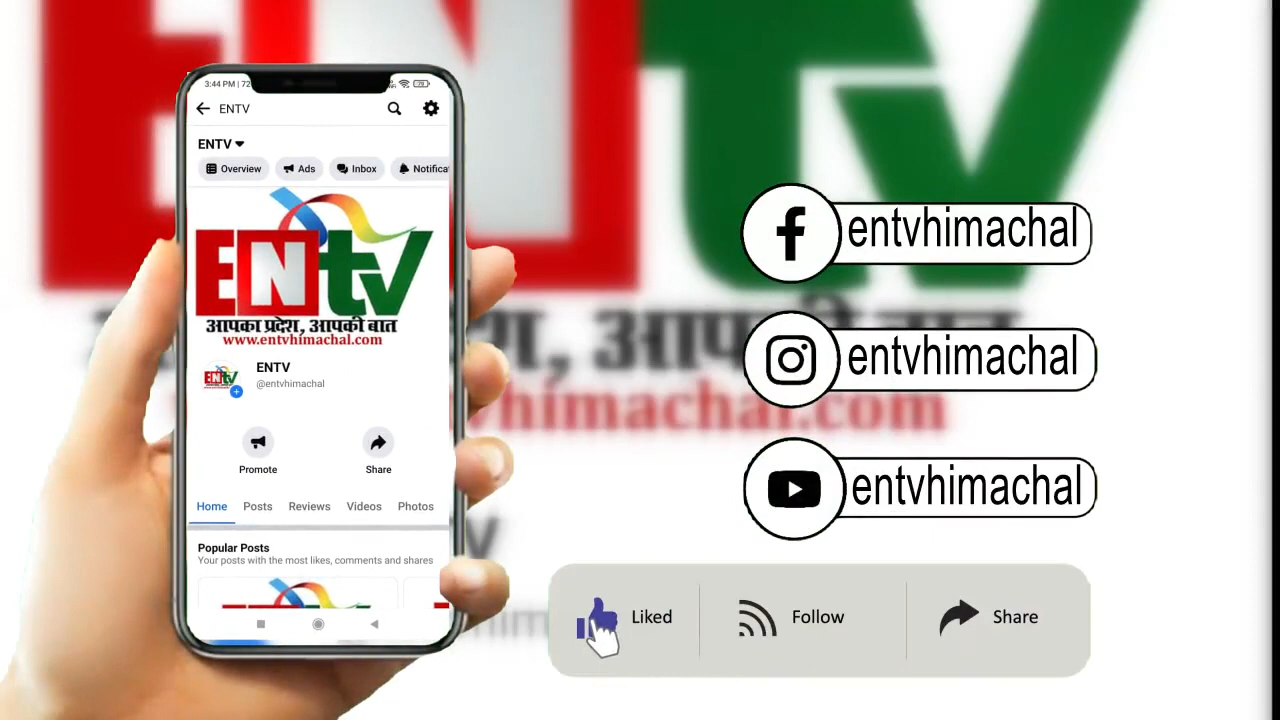 3:44 PM | 72
ENTV
ENTV
Overview
Ads
Inbox
Notifica
ENtv
आपका प्रदेश, आपकी बात
www.entvhimachal.com
ENTV
@entvhimachal
Promote
Share
Home
Posts
Reviews
Videos
Photos
Popular Posts
Your posts with the most likes, comments and shares
entvhimachal
entvhimachal
entvhimachal
Liked
Follow
Share